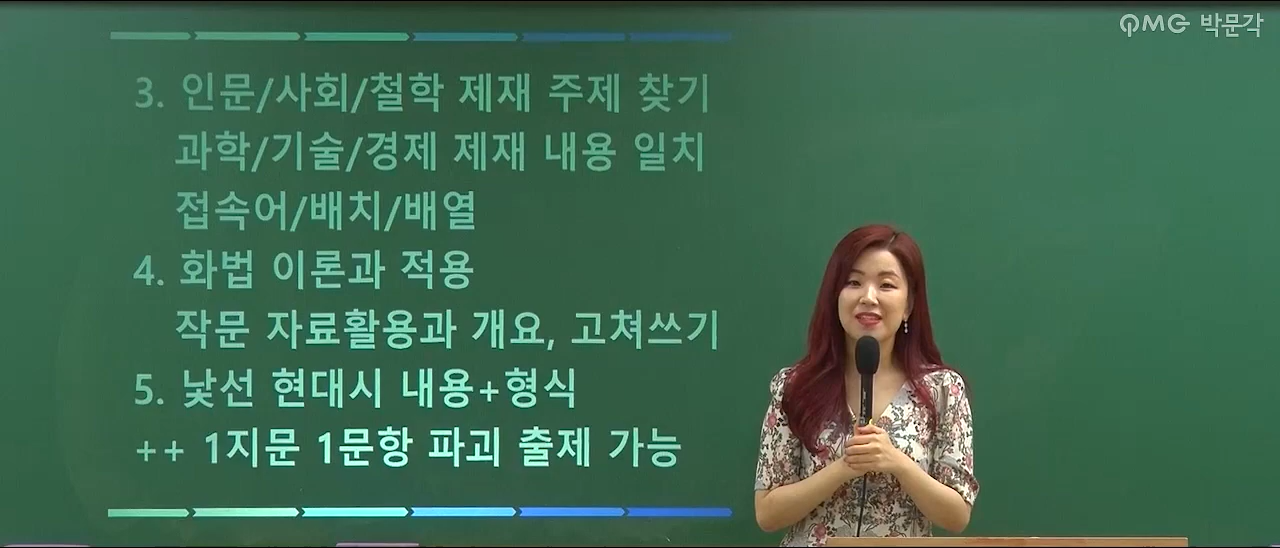 PMG 박문각
3. 인문/사회/철학 제재 주제 찾기
과학/기술/경제 제재 내용 일치
접속어/배치/배열
4. 화법 이론과 적용
작문 자료활용과 개요, 고쳐쓰기
5. 낯선 현대시 내용+형식
++ 1지문 1문항 파괴 출제 가능